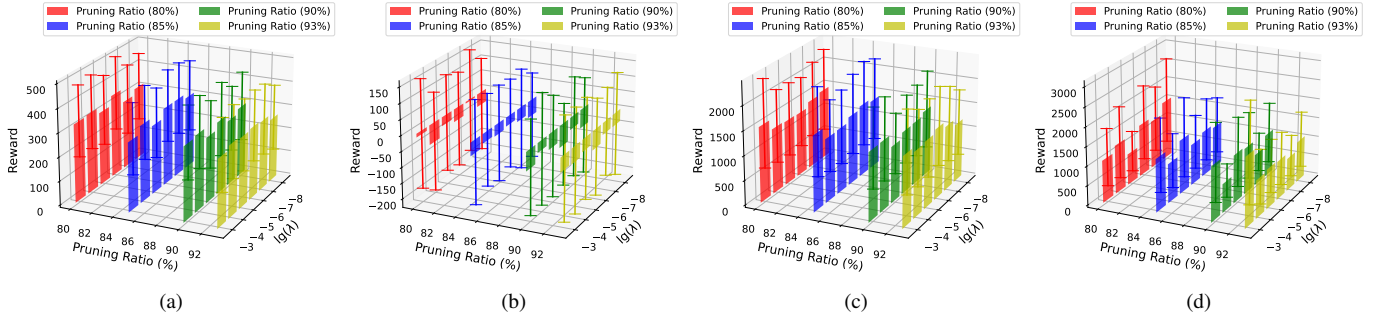 Pruning Ratio (80%) Pruning Ratio (90%)
Pruning Ratio (85%) Pruning Ratio (93%)
Reward
500
400
300
200
100
0
80 82 84 86 88 90 92
Pruning Ratio (%)
−3 −4 −5 −6 −7 −8
lg(λ)
(a)
Pruning Ratio (80%) Pruning Ratio (90%)
Pruning Ratio (85%) Pruning Ratio (93%)
Reward
150
100
50
0
−50
−100
−150
−200
80 82 84 86 88 90 92
Pruning Ratio (%)
−3 −4 −5 −6 −7 −8
lg(λ)
(b)
Pruning Ratio (80%) Pruning Ratio (90%)
Pruning Ratio (85%) Pruning Ratio (93%)
Reward
2000
1500
1000
500
0
80 82 84 86 88 90 92
Pruning Ratio (%)
−3 −4 −5 −6 −7 −8
lg(λ)
(c)
Pruning Ratio (80%) Pruning Ratio (90%)
Pruning Ratio (85%) Pruning Ratio (93%)
Reward
3000
2500
2000
1500
1000
500
0
80 82 84 86 88 90 92
Pruning Ratio (%)
−3 −4 −5 −6 −7 −8
lg(λ)
(d)